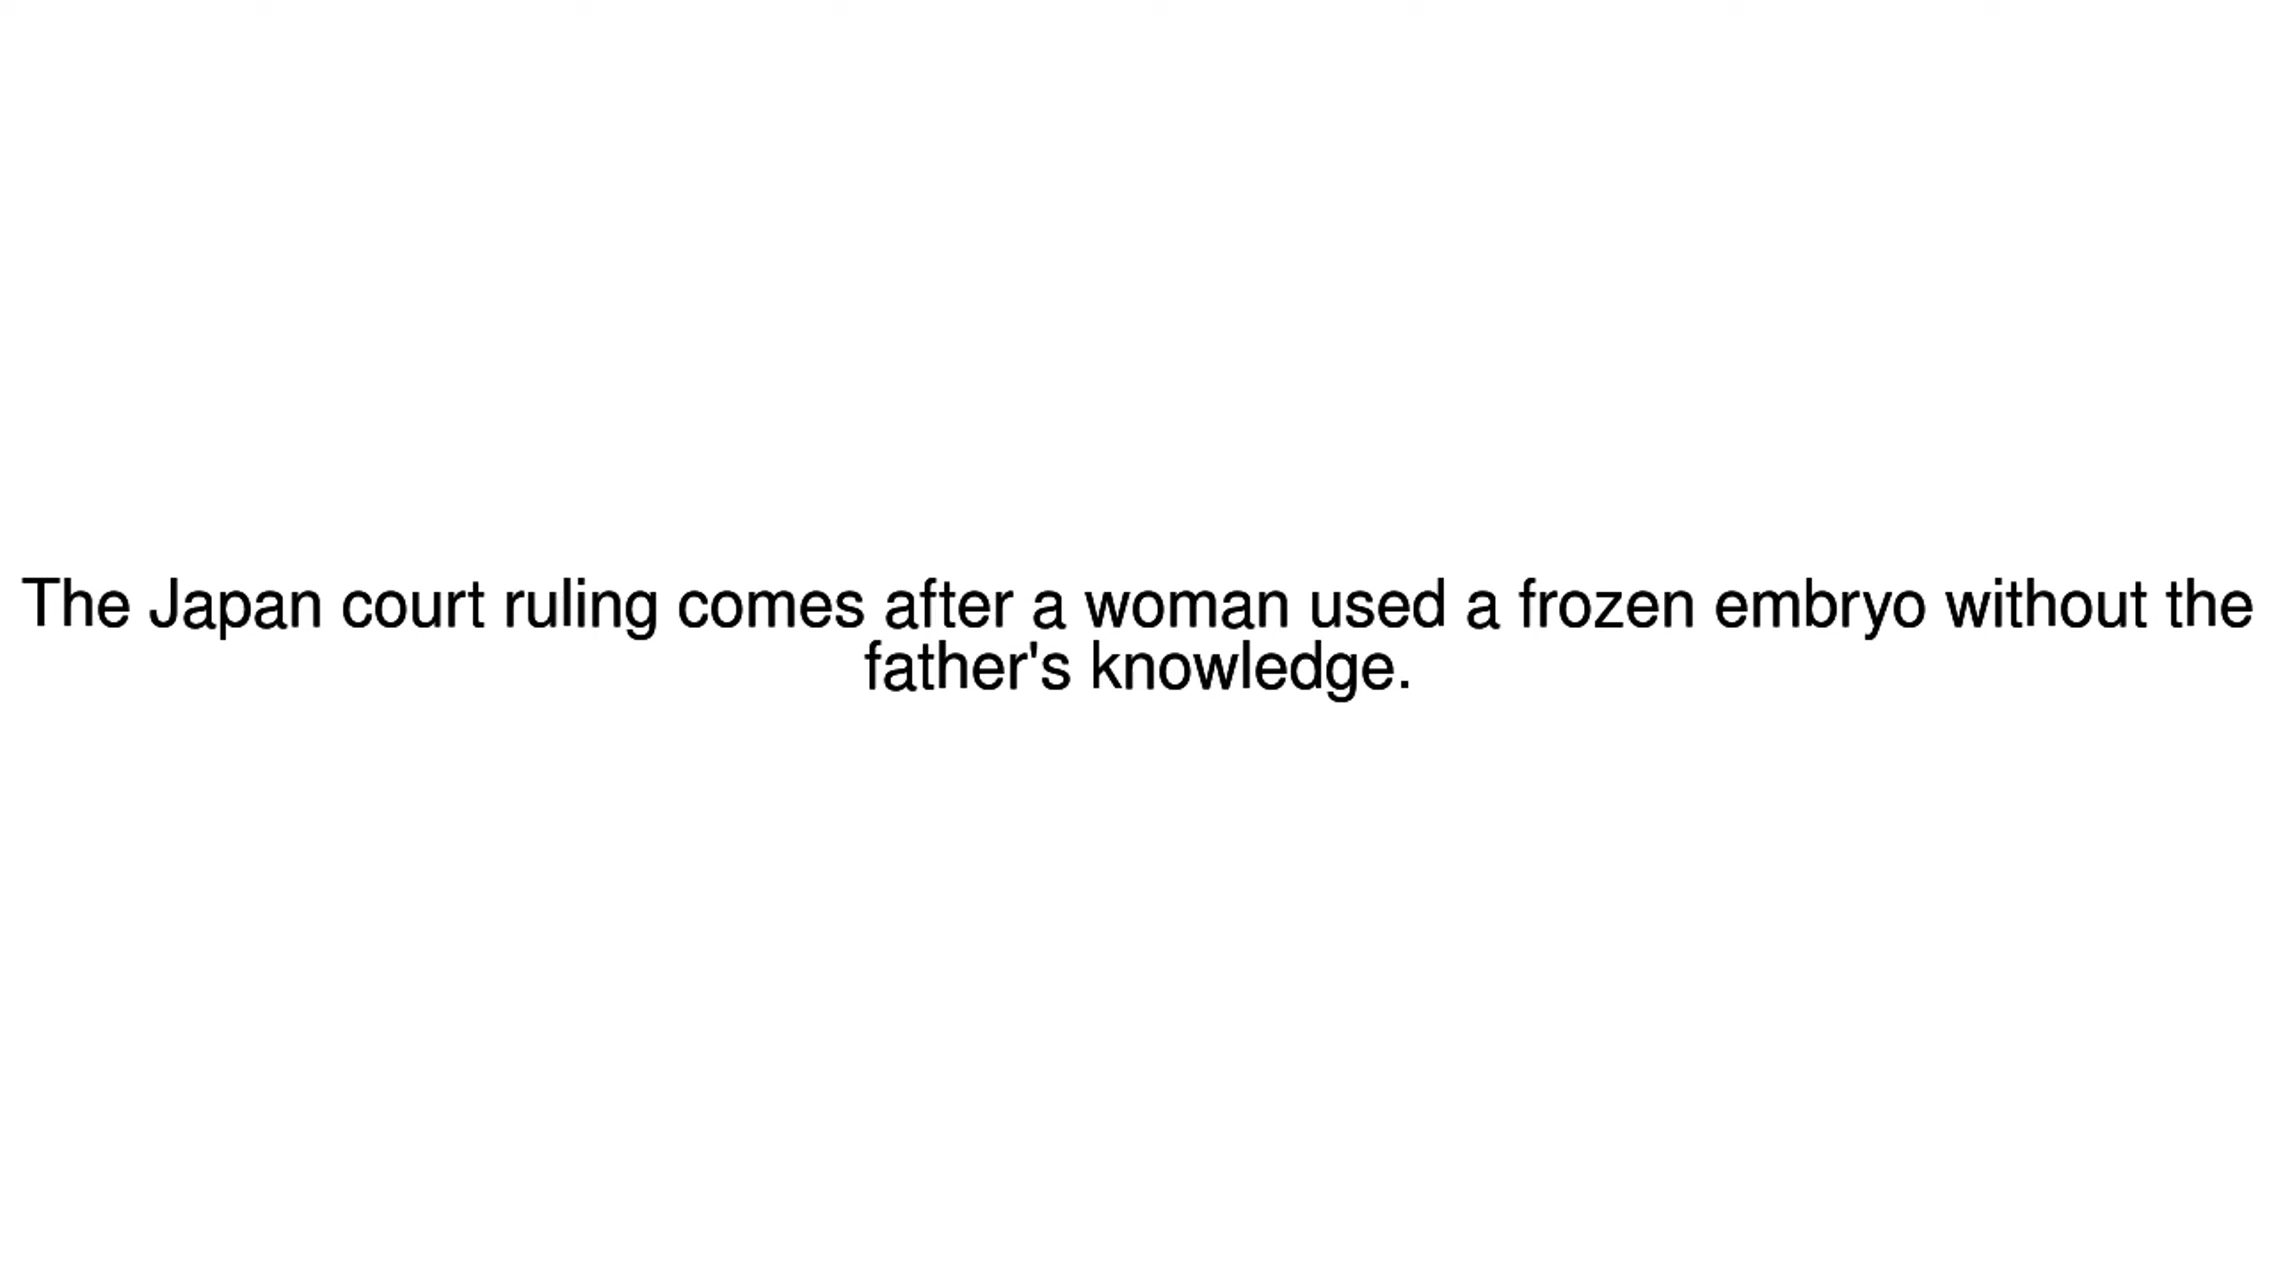 The Japan court ruling comes after a woman used a frozen embryo without the
father's knowledge.